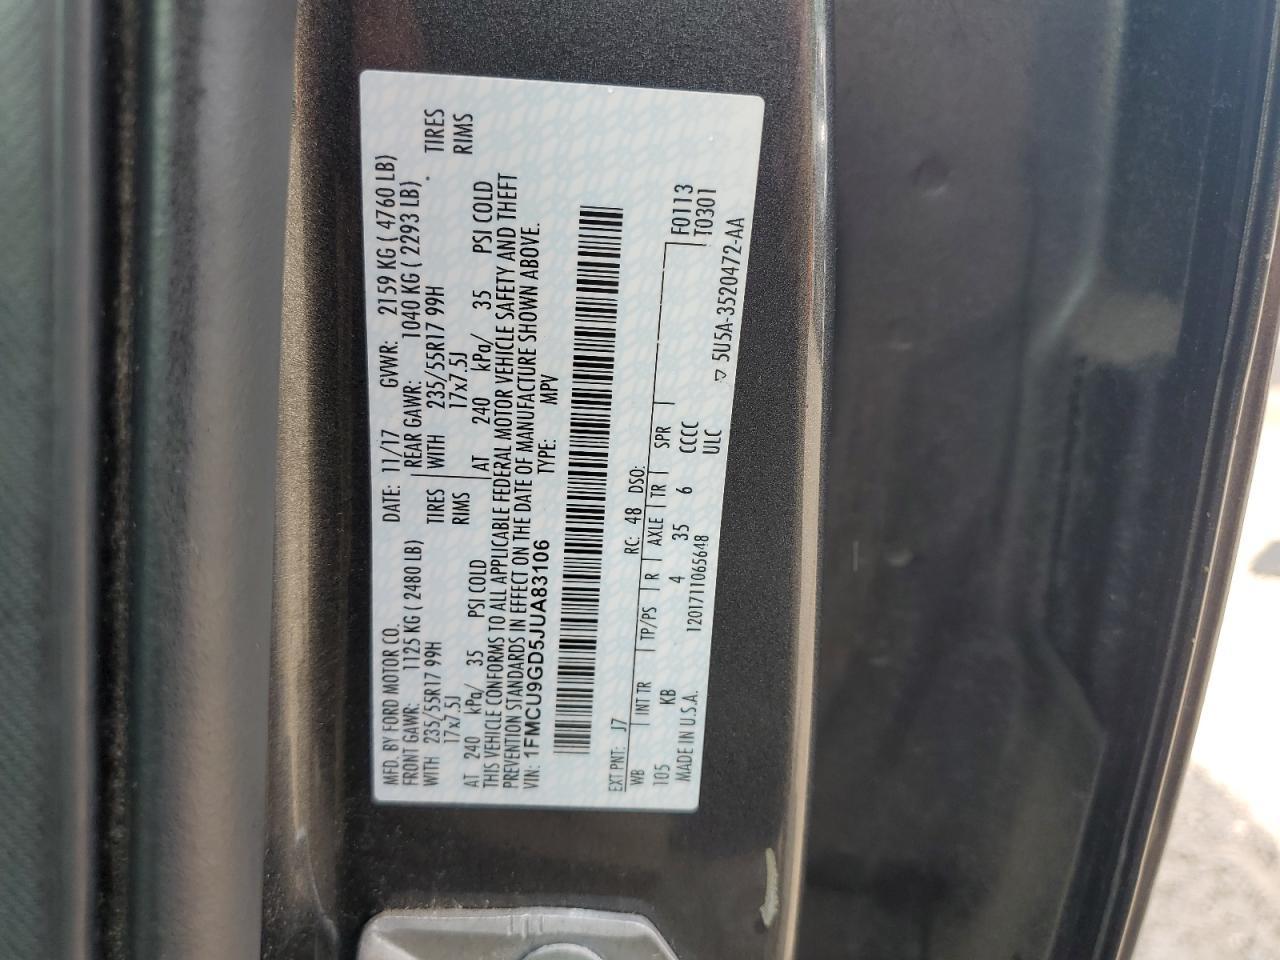 MFD. BY FORD MOTOR CO. DATE: 11/17 GVWR: 2159 KG ( 4760 LB)
FRONT GAWR: 1125 KG ( 2480 LB) REAR GAWR: 1040 KG ( 2293 LB)
WITH 235/55R17 99H TIRES WITH 235/55R17 99H TIRES
17x7.5J RIMS 17x7.5J RIMS
AT 240 kPa/ 35 PSI COLD AT 240 kPa/ 35 PSI COLD
THIS VEHICLE CONFORMS TO ALL APPLICABLE FEDERAL MOTOR VEHICLE SAFETY AND THEFT
PREVENTION STANDARDS IN EFFECT ON THE DATE OF MANUFACTURE SHOWN ABOVE.
VIN: 1FMCU9GD5JUA83106 TYPE: MPV
EXT PNT: J7 RC: 48 DSO:
WB INT TR TP/PS R AXLE TR SPR F0113
105 KB 4 35 6 CCCC T0301
MADE IN U.S.A. 1201711065648 ULC
5U5A-3520472-AA